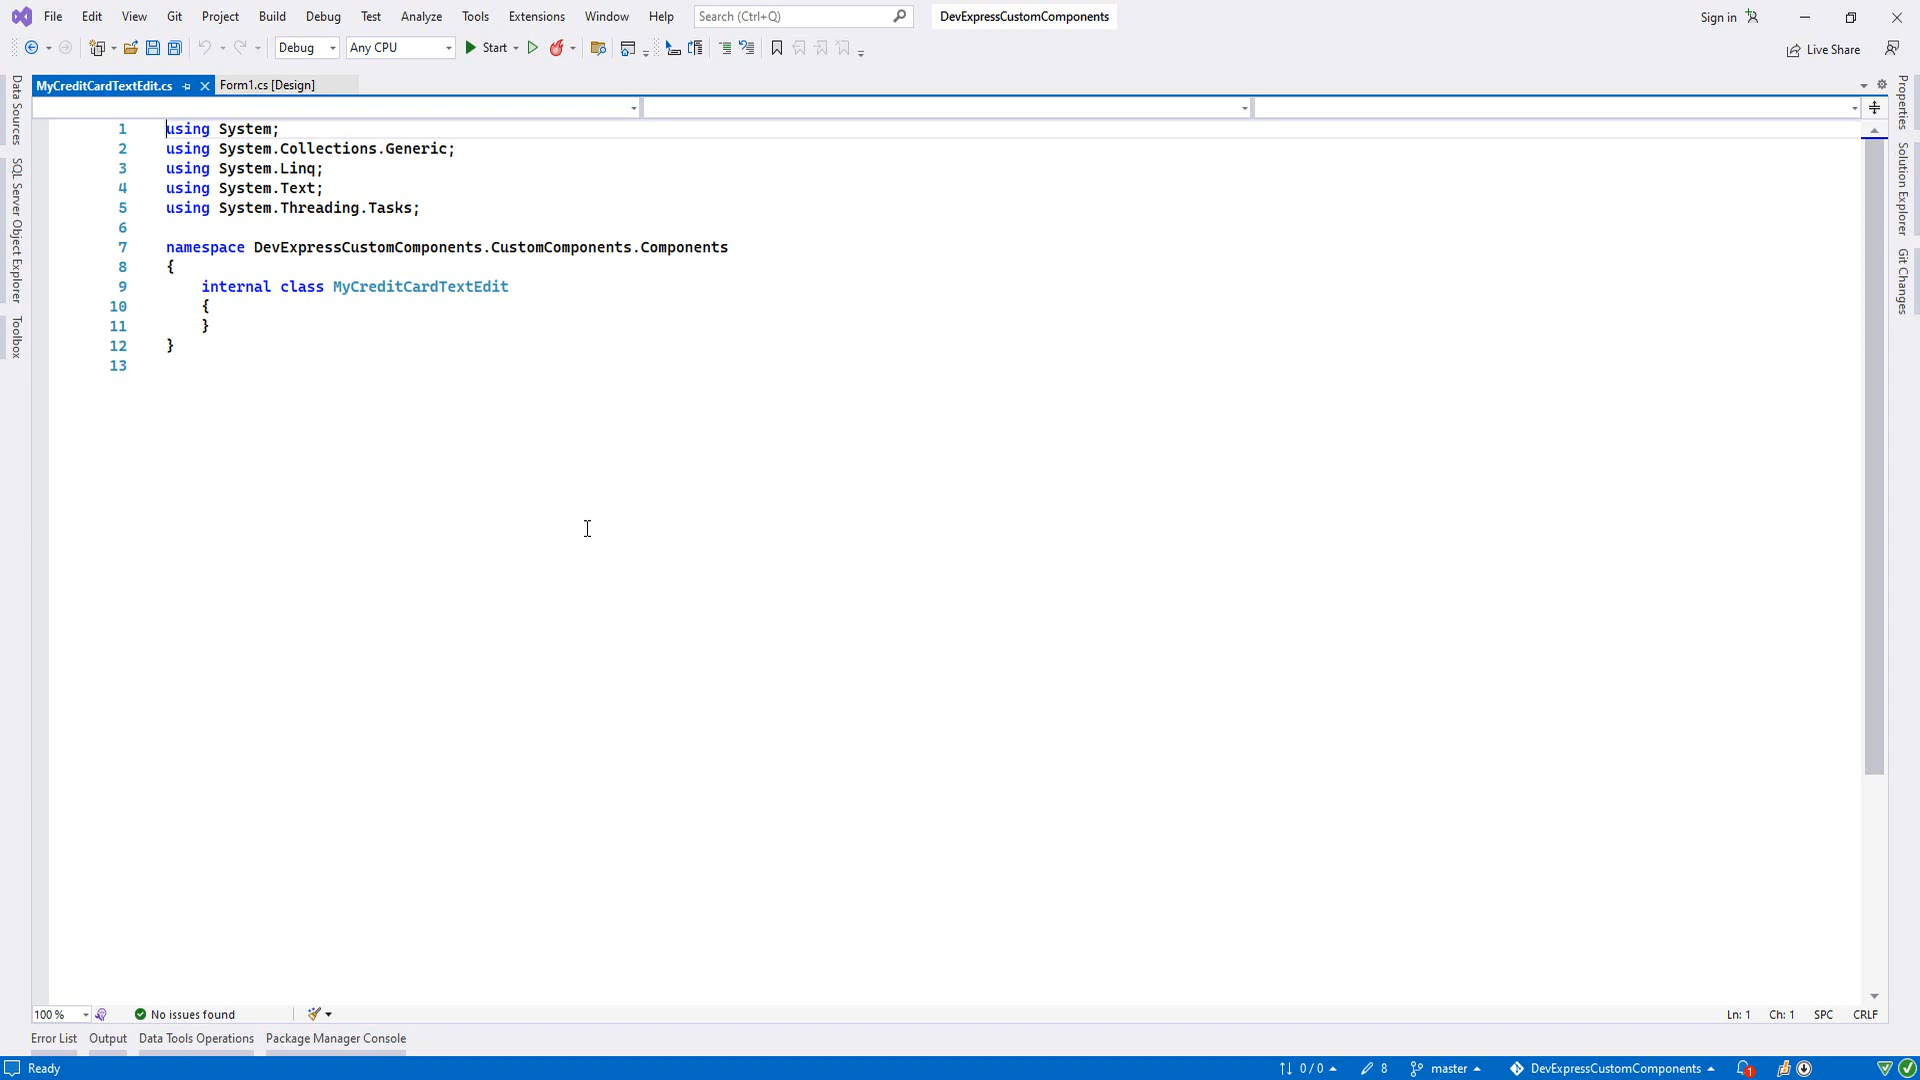 File Edit View Git Project Build Debug Test Analyze Tools Extensions Window Help Search (Ctrl+Q) DevExpressCustomComponents Sign in
Debug Any CPU Start Live Share
MyCreditCardTextEdit.cs Form1.cs [Design]
Data Sources
SQL Server Object Explorer
Toolbox
Properties
Solution Explorer
Git Changes
1 using System;
2 using System.Collections.Generic;
3 using System.Linq;
4 using System.Text;
5 using System.Threading.Tasks;
6
7 namespace DevExpressCustomComponents.CustomComponents.Components
8 {
9 internal class MyCreditCardTextEdit
10 {
11 }
12 }
13
100 % No issues found Ln: 1 Ch: 1 SPC CRLF
Error List Output Data Tools Operations Package Manager Console
Ready 0 / 0 8 master DevExpressCustomComponents 1